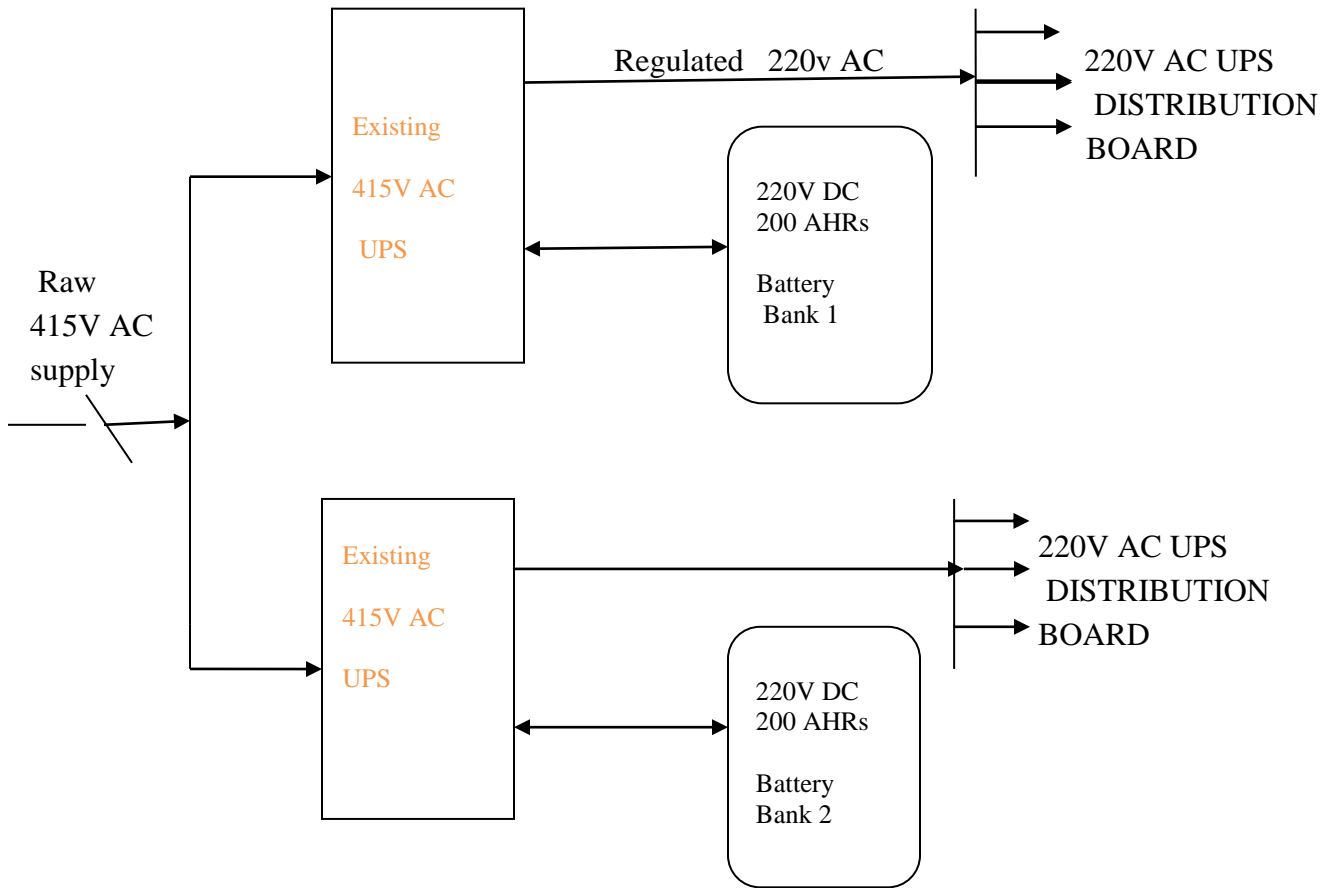 Regulated 220v AC
220V AC UPS
DISTRIBUTION
BOARD
Existing
415V AC
UPS
220V DC
200 AHRs
Battery
Bank 1
Raw
415V AC
supply
Existing
415V AC
UPS
220V AC UPS
DISTRIBUTION
BOARD
220V DC
200 AHRs
Battery
Bank 2